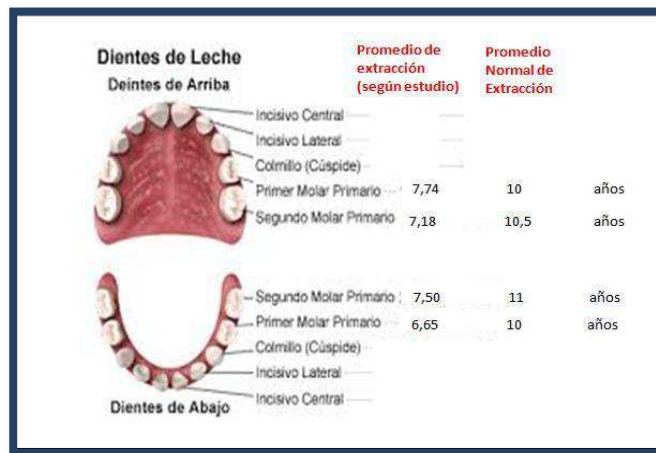 Dientes de Leche
Deintes de Arriba
Promedio de
extracción
(según estudio)
Promedio
Normal de
Extracción
Incisivo Central
Incisivo Lateral
Colmillo (Cúspide)
Primer Molar Primario 7,74 10 años
Segundo Molar Primario 7,18 10,5 años
Segundo Molar Primario 7,50 11 años
Primer Molar Primario 6,65 10 años
Colmillo (Cúspide)
Incisivo Lateral
Incisivo Central
Dientes de Abajo